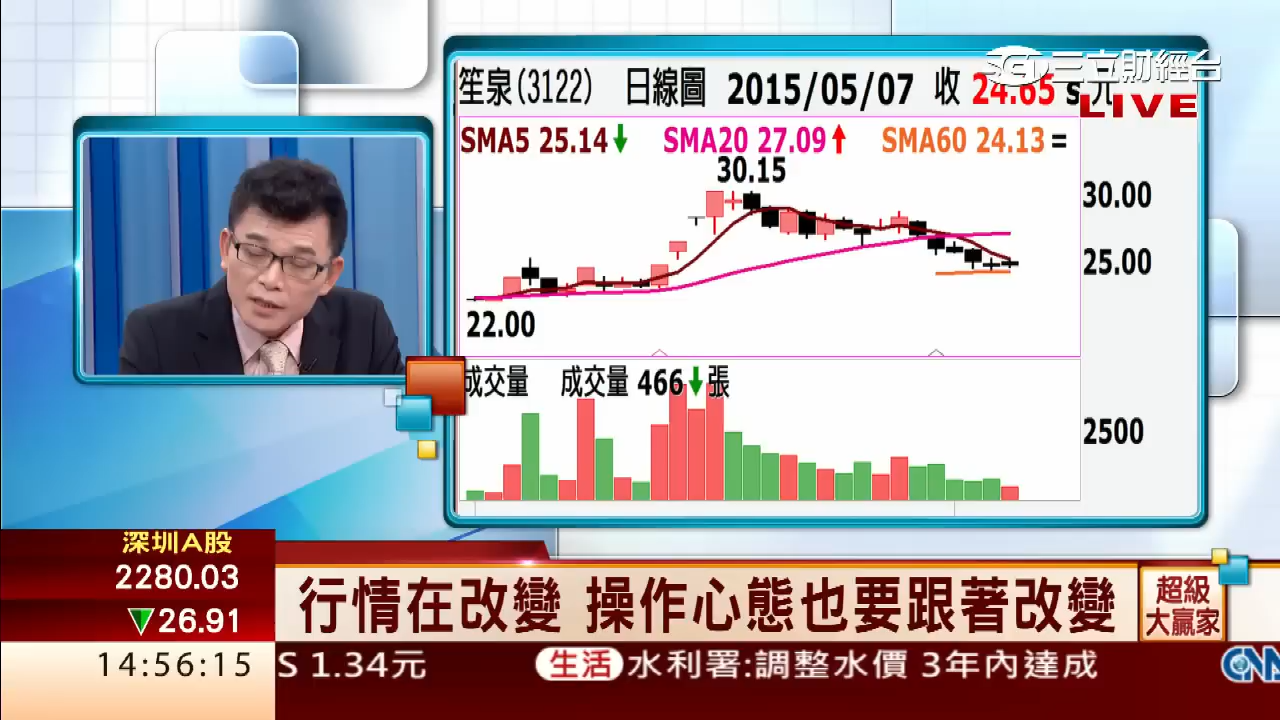 三立財經台
LIVE
笙泉(3122) 日線圖 2015/05/07 收 24.65 s 元
SMA5 25.14↓ SMA20 27.09↑ SMA60 24.13=
30.15
30.00
25.00
22.00
成交量 成交量 466↓張
2500
深圳A股
2280.03
▼26.91
行情在改變 操作心態也要跟著改變
超級
大贏家
14:56:15
S 1.34元 生活 水利署:調整水價 3年內達成